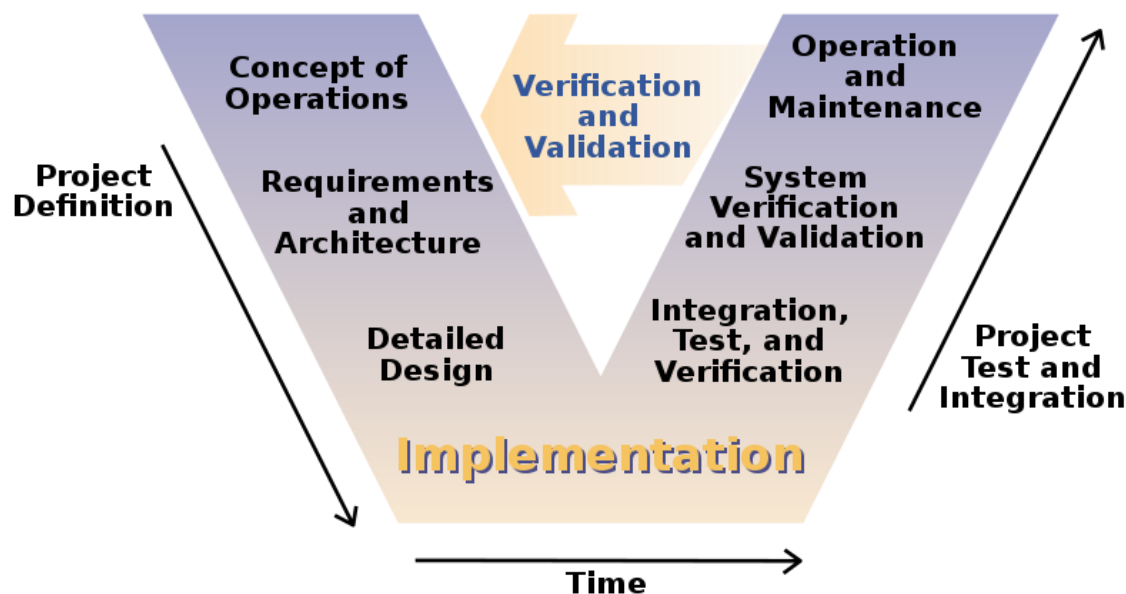 Concept of
Operations
Verification
and
Validation
Operation
and
Maintenance
Project
Definition
Requirements
and
Architecture
System
Verification
and Validation
Detailed
Design
Integration,
Test, and
Verification
Project
Test and
Integration
Implementation
Time